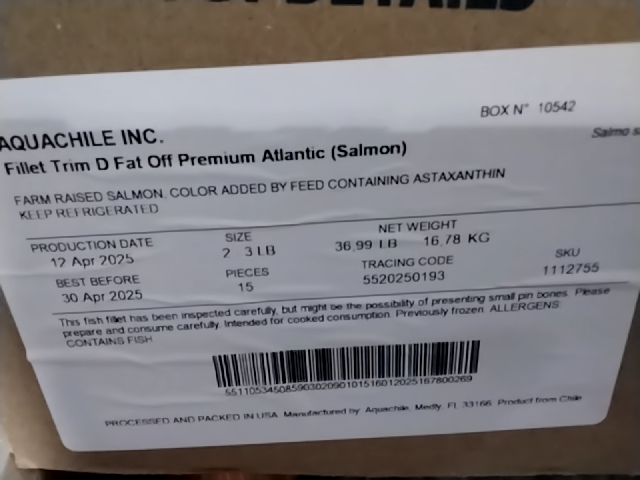 BOX N° 10542
AQUACHILE INC.
Salmo
Fillet Trim D Fat Off Premium Atlantic (Salmon)
FARM RAISED SALMON. COLOR ADDED BY FEED CONTAINING ASTAXANTHIN
KEEP REFRIGERATED
PRODUCTION DATE SIZE NET WEIGHT
12 Apr 2025 2 3 LB 36,99 LB 16,78 KG
BEST BEFORE PIECES TRACING CODE SKU
30 Apr 2025 15 5520250193 1112755
This fish fillet has been inspected carefully, but might be the possibility of presenting small pin bones. Please
prepare and consume carefully. Intended for cooked consumption. Previously frozen. ALLERGENS:
CONTAINS FISH
PROCESSED AND PACKED IN USA. Manufactured by: Aquachile, Medly, FL 33166. Product from Chile